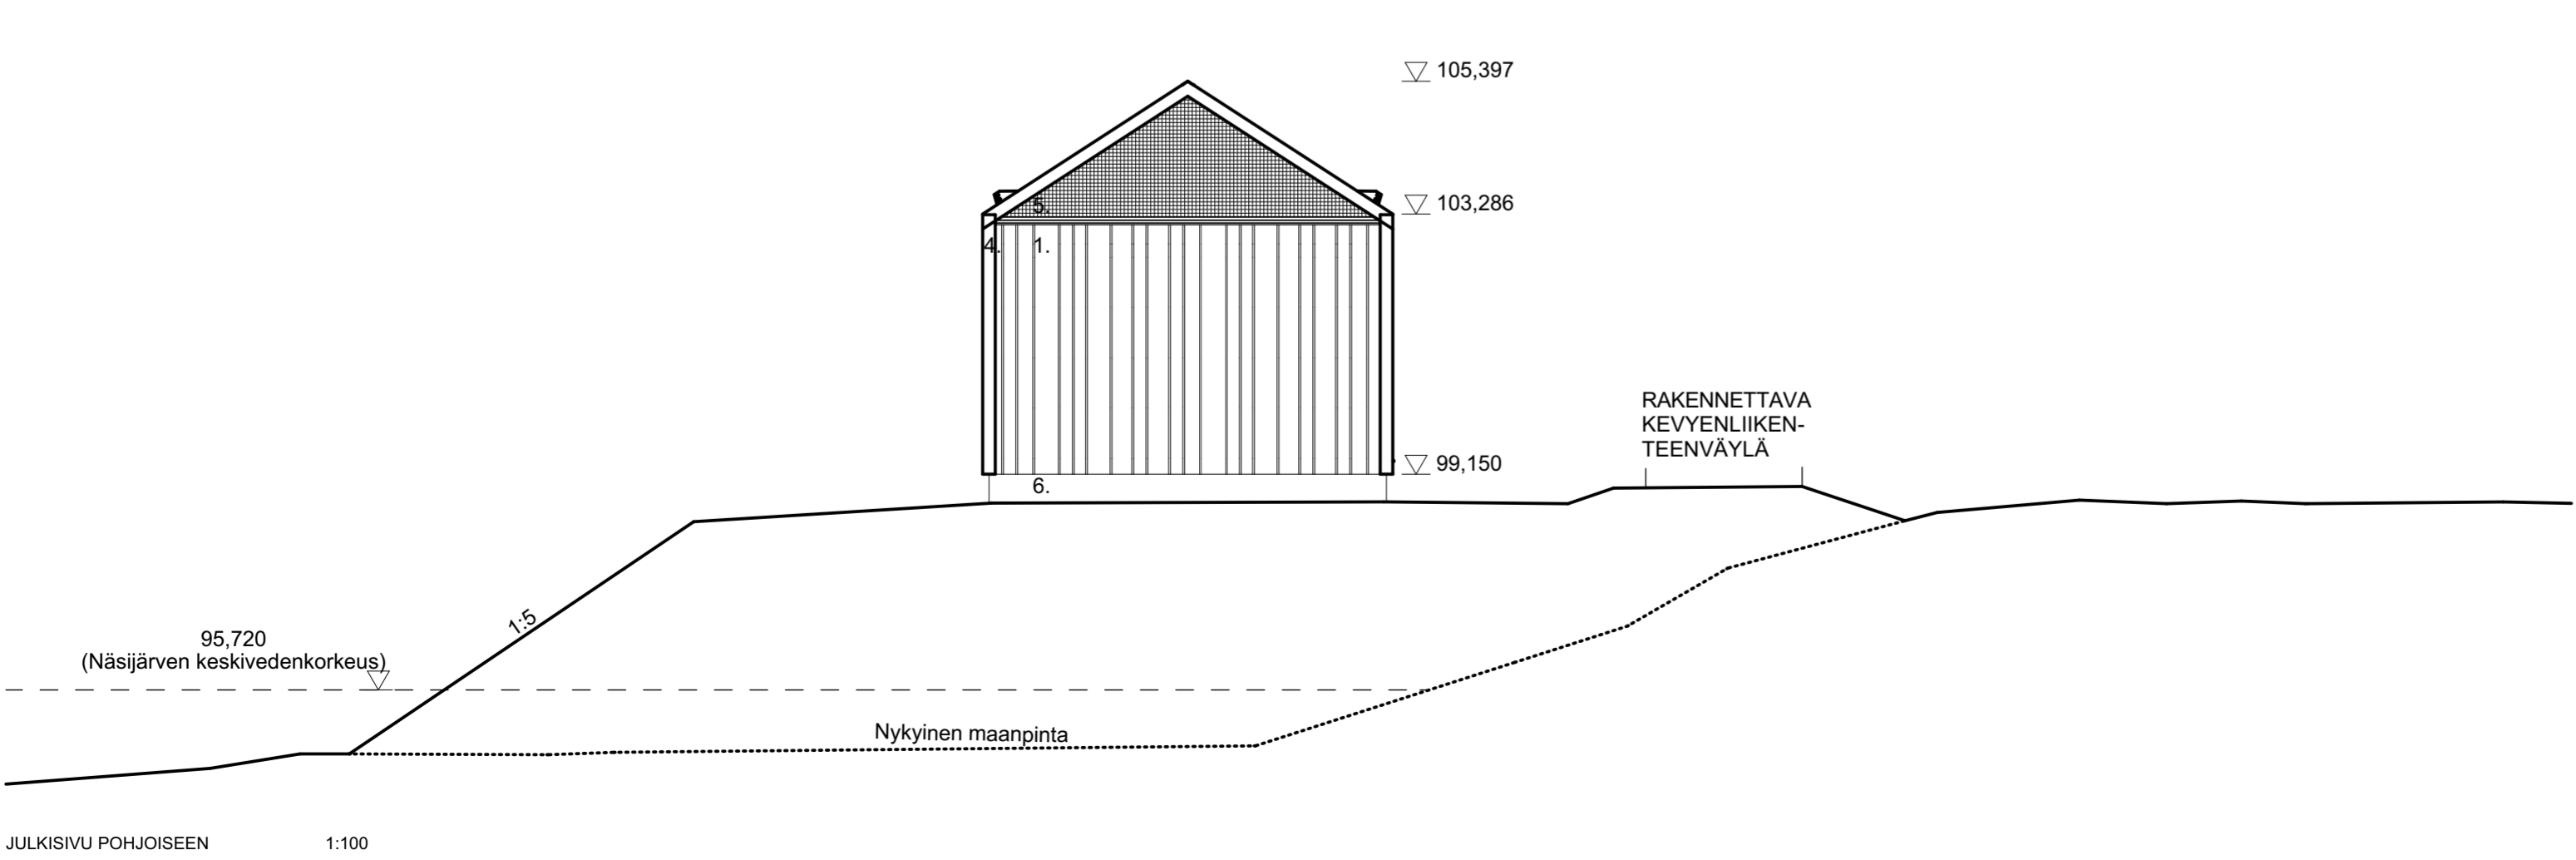 105,397
103,286
5.
4.
1.
RAKENNETTAVA
KEVYENLIIKEN-
TEENVÄYLÄ
99,150
6.
1:5
95,720
(Näsijärven keskivedenkorkeus)
Nykyinen maanpinta
JULKISIVU POHJOISEEN 1:100